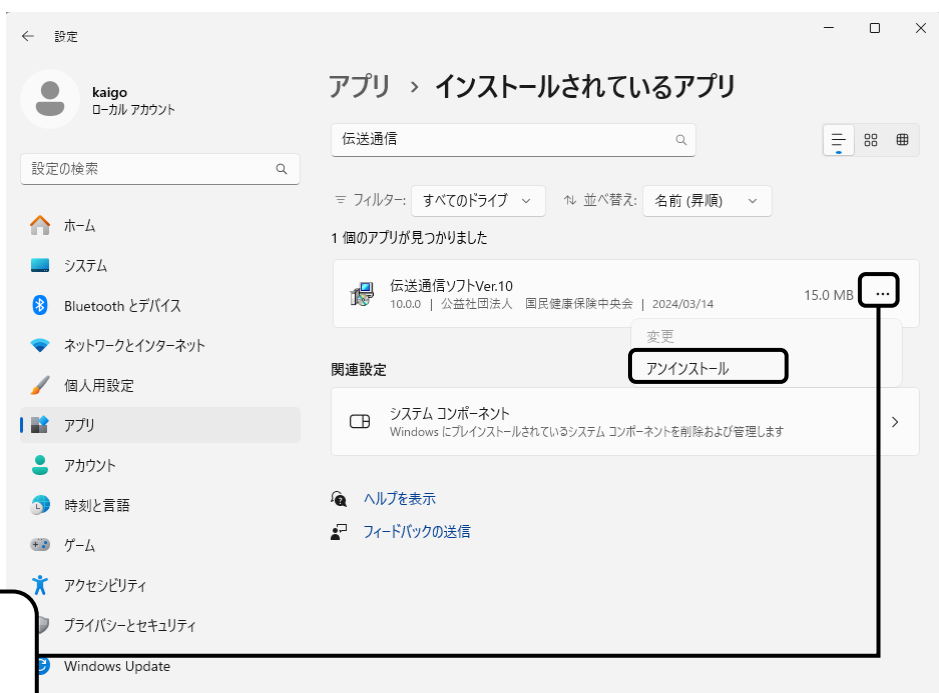 設定
kaigo
ローカル アカウント
設定の検索
ホーム
システム
Bluetooth とデバイス
ネットワークとインターネット
個人用設定
アプリ
アカウント
時刻と言語
ゲーム
アクセシビリティ
プライバシーとセキュリティ
Windows Update
アプリ › インストールされているアプリ
伝送通信
フィルター: すべてのドライブ 並べ替え: 名前 (昇順)
1 個のアプリが見つかりました
伝送通信ソフトVer.10
10.0.0 | 公益社団法人 国民健康保険中央会 | 2024/03/14
15.0 MB
変更
アンインストール
関連設定
システム コンポーネント
Windows にプレインストールされているシステム コンポーネントを削除および管理します
ヘルプを表示
フィードバックの送信